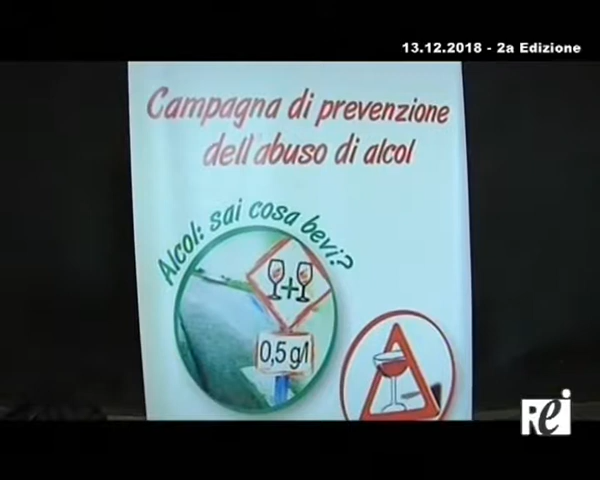 13.12.2018 - 2a Edizione
Campagna di prevenzione
dell'abuso di alcol
Alcol: sai cosa bevi?
+
0,5 g/l
REi